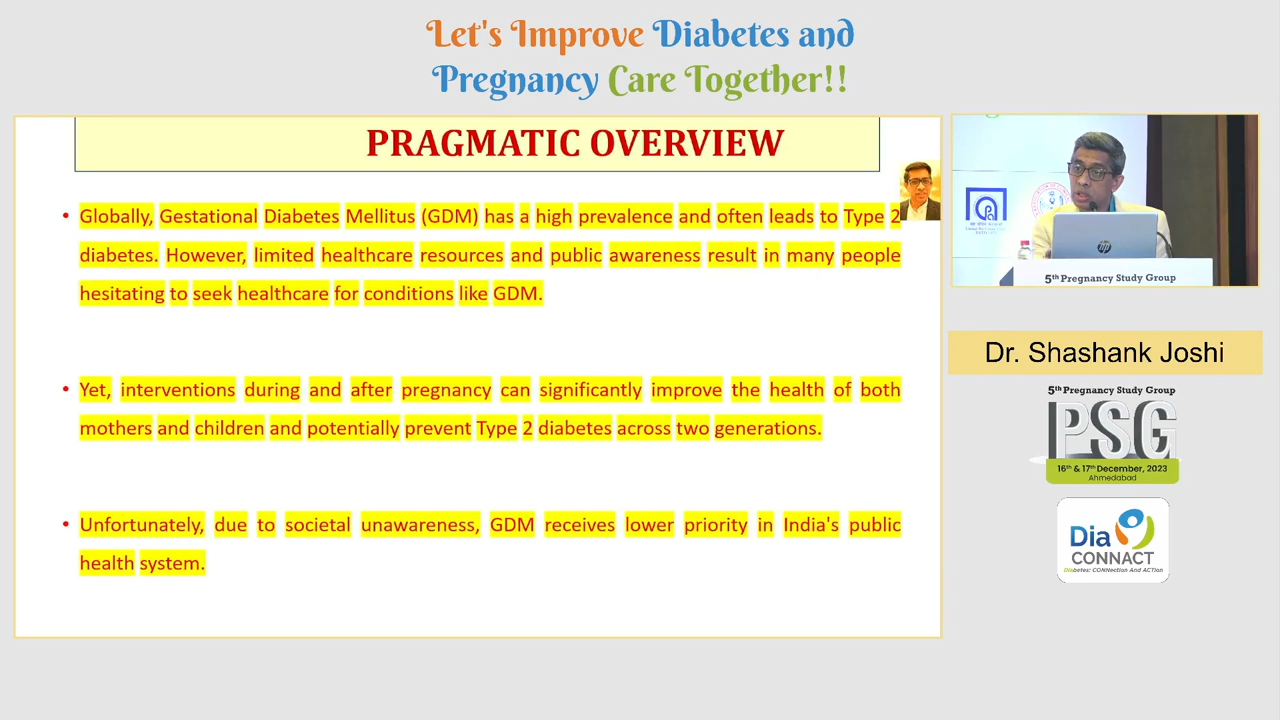 Let's Improve Diabetes and
Pregnancy Care Together!!
PRAGMATIC OVERVIEW
• Globally, Gestational Diabetes Mellitus (GDM) has a high prevalence and often leads to Type 2
diabetes. However, limited healthcare resources and public awareness result in many people
hesitating to seek healthcare for conditions like GDM.
• Yet, interventions during and after pregnancy can significantly improve the health of both
mothers and children and potentially prevent Type 2 diabetes across two generations.
• Unfortunately, due to societal unawareness, GDM receives lower priority in India's public
health system.
hp
5th Pregnancy Study Group
Dr. Shashank Joshi
5th Pregnancy Study Group
PSG
16th & 17th December, 2023
Ahmedabad
Dia
CONNACT
Diabetes: CONNection And ACTion